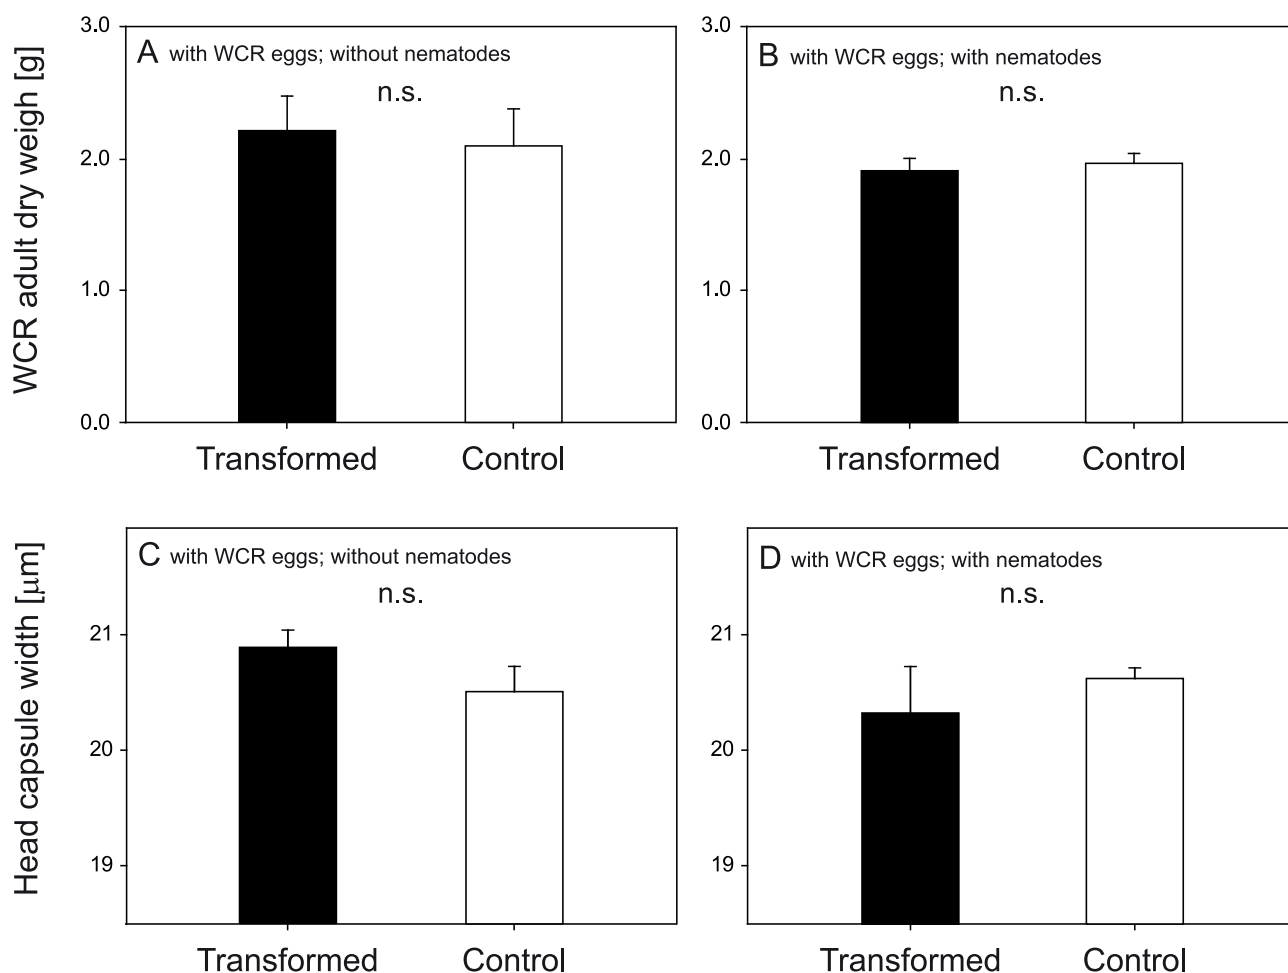 WCR adult dry weigh [g]
3.0
2.0
1.0
0.0
A with WCR eggs; without nematodes
n.s.
Transformed Control
3.0
2.0
1.0
0.0
B with WCR eggs; with nematodes
n.s.
Transformed Control
Head capsule width [μm]
21
20
19
C with WCR eggs; without nematodes
n.s.
Transformed Control
21
20
19
D with WCR eggs; with nematodes
n.s.
Transformed Control